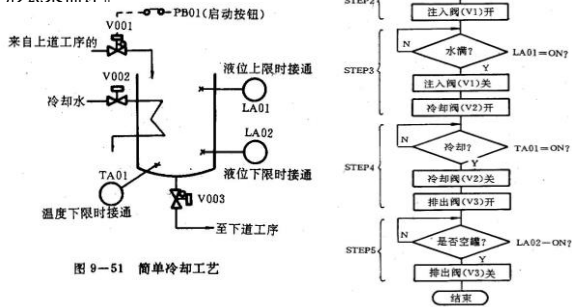 PB01(启动按钮)
V001
来自上道工序的
V002
冷却水
液位上限时接通
LA01
LA02
液位下限时接通
TA01
V003
温度下限时接通
至下道工序
图 9-51 简单冷却工艺
STEP2
注入阀(V1)开
N
水满?
LA01=ON?
STEP3
Y
注入阀(V1)关
冷却阀(V2)开
N
冷却?
TA01=ON?
STEP4
Y
冷却阀(V2)关
排出阀(V3)开
N
是否空罐?
LA02-ON?
STEP5
Y
排出阀(V3)关
结束